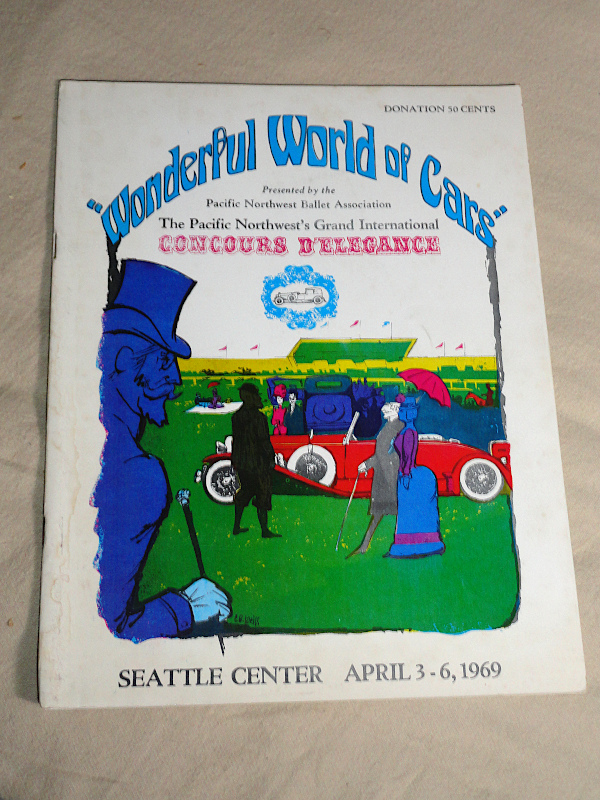 DONATION 50 CENTS
"Wonderful World of Cars"
Presented by the
Pacific Northwest Ballet Association
The Pacific Northwest's Grand International
CONCOURS D'ELEGANCE
SEATTLE CENTER APRIL 3-6, 1969